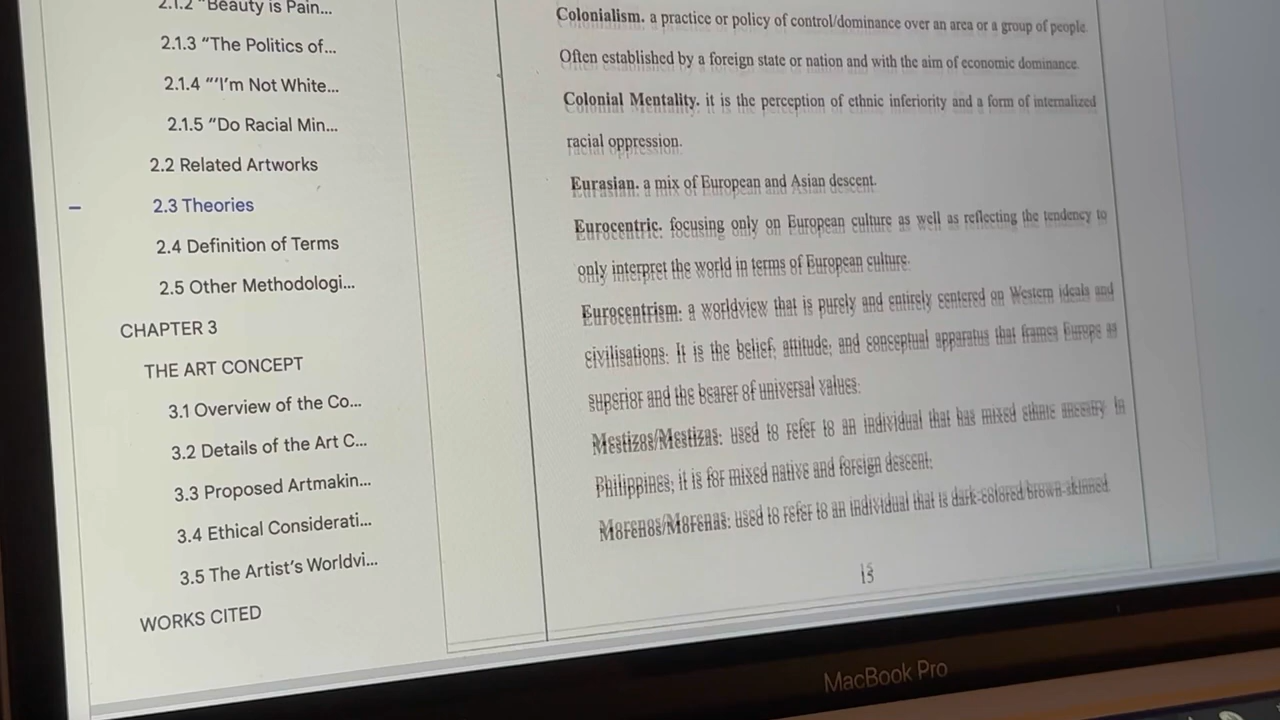 2.1.2 "Beauty is Pain...
2.1.3 “The Politics of...
2.1.4 “‘I’m Not White...
2.1.5 “Do Racial Min...
2.2 Related Artworks
2.3 Theories
2.4 Definition of Terms
2.5 Other Methodologi...
CHAPTER 3
THE ART CONCEPT
3.1 Overview of the Co...
3.2 Details of the Art C...
3.3 Proposed Artmakin...
3.4 Ethical Considerati...
3.5 The Artist’s Worldvi...
WORKS CITED
Colonialism. a practice or policy of control/dominance over an area or a group of people.
Often established by a foreign state or nation and with the aim of economic dominance.
Colonial Mentality. it is the perception of ethnic inferiority and a form of internalized
racial oppression.
Eurasian. a mix of European and Asian descent.
Eurocentric. focusing only on European culture as well as reflecting the tendency to
only interpret the world in terms of European culture.
Eurocentrism. a worldview that is purely and entirely centered on Western ideals and
civilisations. It is the belief, attitude, and conceptual apparatus that frames Europe as
superior and the bearer of universal values.
Mestizos/Mestizas. used to refer to an individual that has mixed ethnic ancestry. In
Philippines, it is for mixed native and foreign descent.
Morenos/Morenas. used to refer to an individual that is dark-colored/brown-skinned.
MacBook Pro